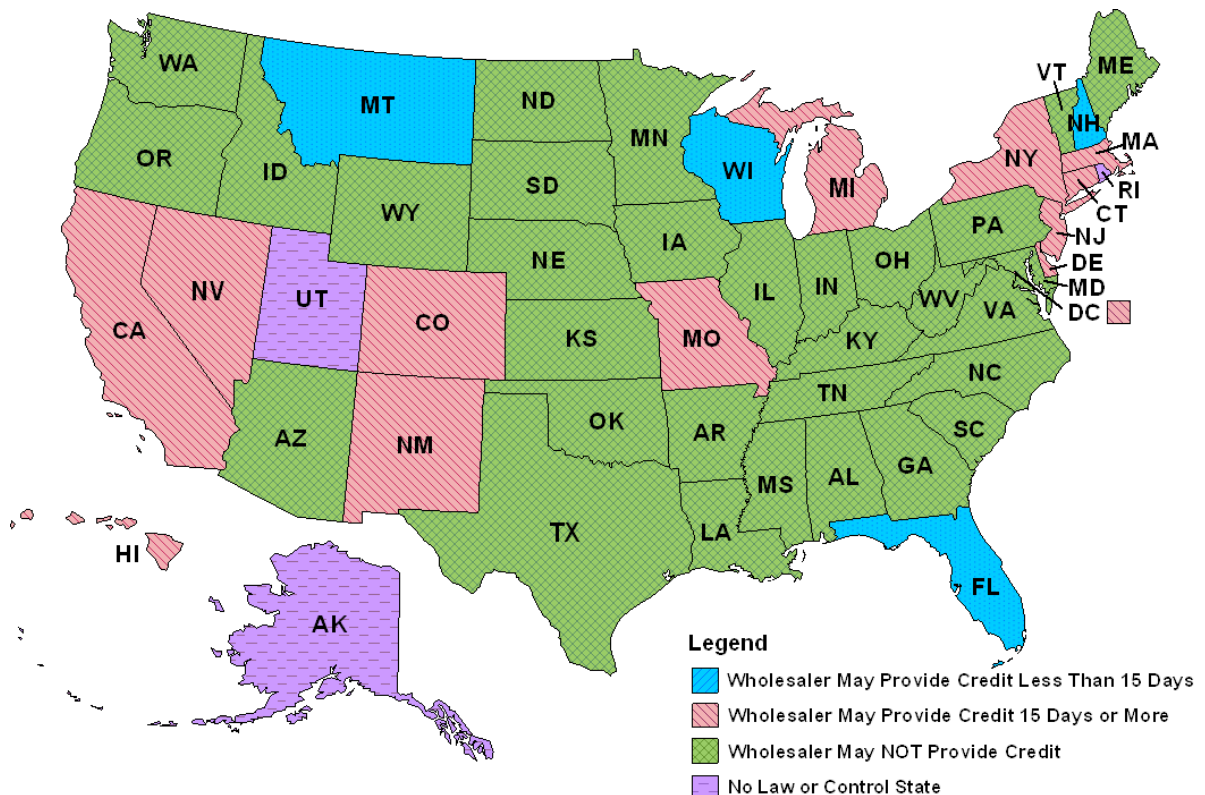 WA
MT
ND
MN
VT
ME
NH
OR
ID
WY
SD
WI
MI
NY
MA
RI
CT
IA
NE
PA
NJ
DE
MD
DC
NV
UT
CO
CA
IL
IN
OH
WV
VA
KS
MO
KY
NC
TN
AZ
NM
OK
AR
SC
MS
AL
GA
TX
LA
HI
FL
AK
Legend
Wholesaler May Provide Credit Less Than 15 Days
Wholesaler May Provide Credit 15 Days or More
Wholesaler May NOT Provide Credit
No Law or Control State